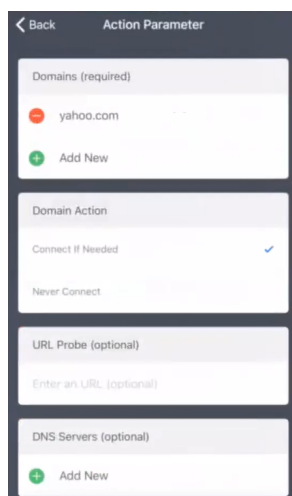 Back
Action Parameter
Domains (required)
yahoo.com
Add New
Domain Action
Connect If Needed
Never Connect
URL Probe (optional)
Enter an URL (optional)
DNS Servers (optional)
Add New